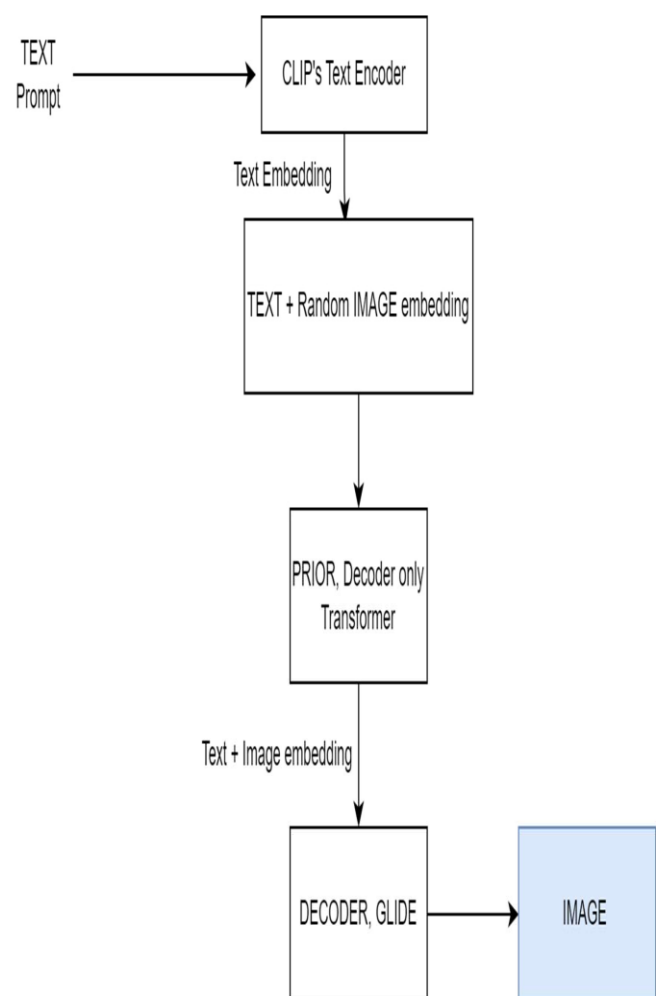 TEXT
Prompt
CLIP's Text Encoder
Text Embedding
TEXT + Random IMAGE embedding
PRIOR, Decoder only
Transformer
Text + Image embedding
DECODER, GLIDE
IMAGE